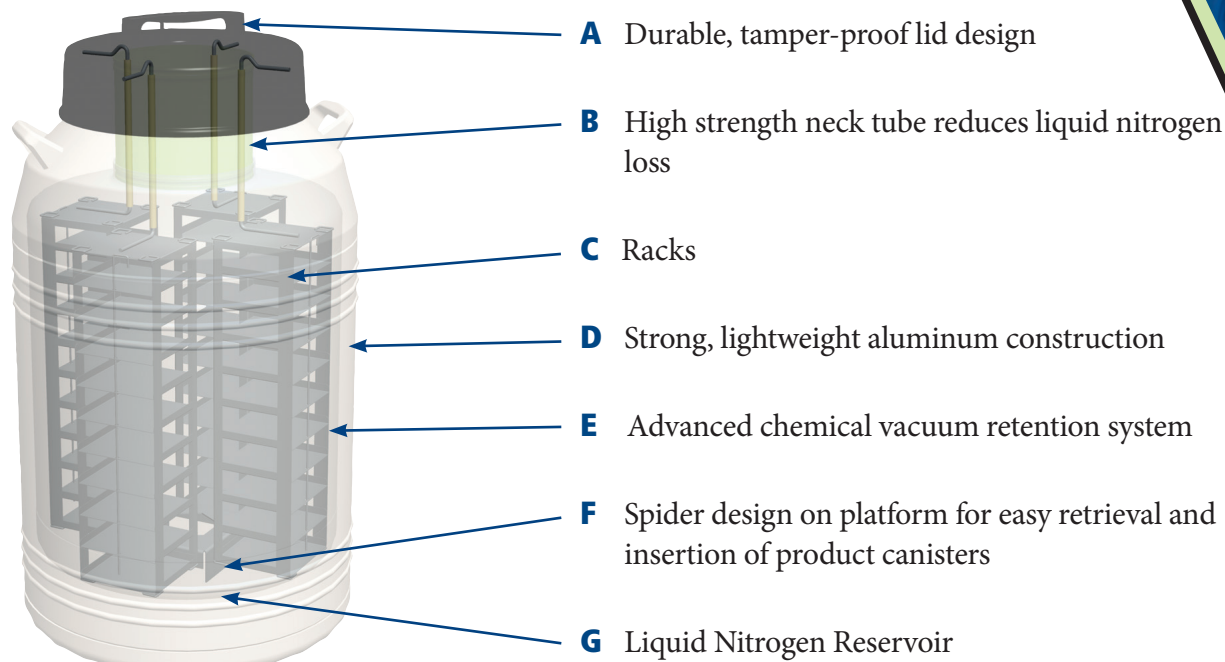 A Durable, tamper-proof lid design
B High strength neck tube reduces liquid nitrogen
loss
C Racks
D Strong, lightweight aluminum construction
E Advanced chemical vacuum retention system
F Spider design on platform for easy retrieval and
insertion of product canisters
G Liquid Nitrogen Reservoir